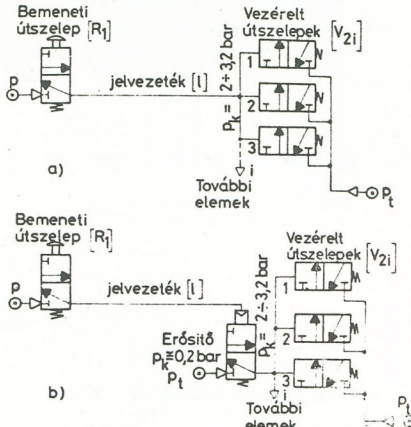 Bemeneti
útszelep [R₁]
p
jelvezeték [l]
pₖ = 2÷3,2 bar
Vezérelt
útszelepek [V₂ᵢ]
1
2
3
i
További
elemek
pₜ
a)
Bemeneti
útszelep [R₁]
p
jelvezeték [l]
Erősítő
pₖ≅0,2 bar
pₜ
pₖ = 2÷3,2 bar
Vezérelt
útszelepek [V₂ᵢ]
1
2
3
i
További
elemek
pₜ
b)